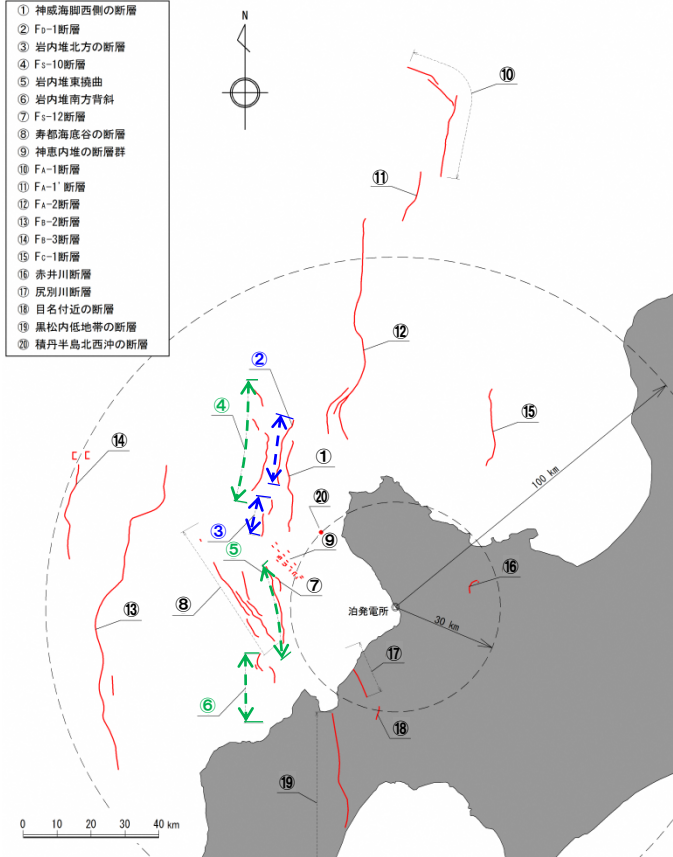 ① 神威海脚西側の断層
② FD-1断層
③ 岩内堆北方の断層
④ FS-10断層
⑤ 岩内堆東撓曲
⑥ 岩内堆南方背斜
⑦ FS-12断層
⑧ 寿都海底谷の断層
⑨ 神恵内堆の断層群
⑩ FA-1断層
⑪ FA-1'断層
⑫ FA-2断層
⑬ FB-2断層
⑭ FB-3断層
⑮ FC-1断層
⑯ 赤井川断層
⑰ 尻別川断層
⑱ 目名付近の断層
⑲ 黒松内低地帯の断層
⑳ 積丹半島北西沖の断層
N
⑩
⑪
⑫
②
④
⑮
⑭
①
100 km
⑳
③
⑨
⑤
⑦
⑯
⑧
泊発電所
⑬
30 km
⑰
⑥
⑱
⑲
0 10 20 30 40 km